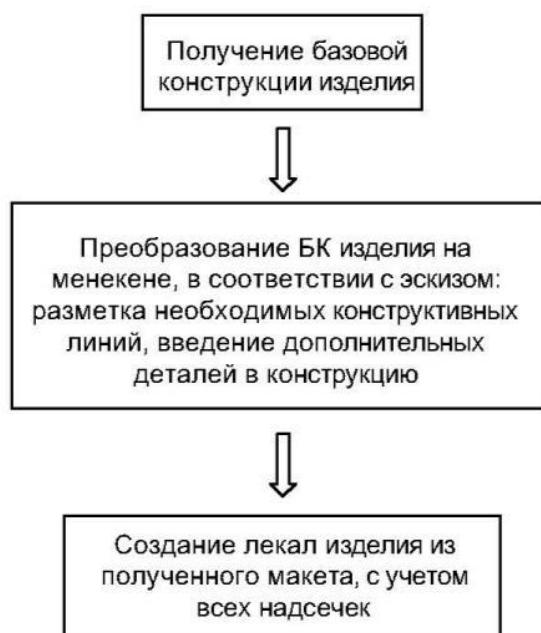 Получение базовой
конструкции изделия
Преобразование БК изделия на
менекене, в соответствии с эскизом:
разметка необходимых конструктивных
линий, введение дополнительных
деталей в конструкцию
Создание лекал изделия из
полученного макета, с учетом
всех надсечек